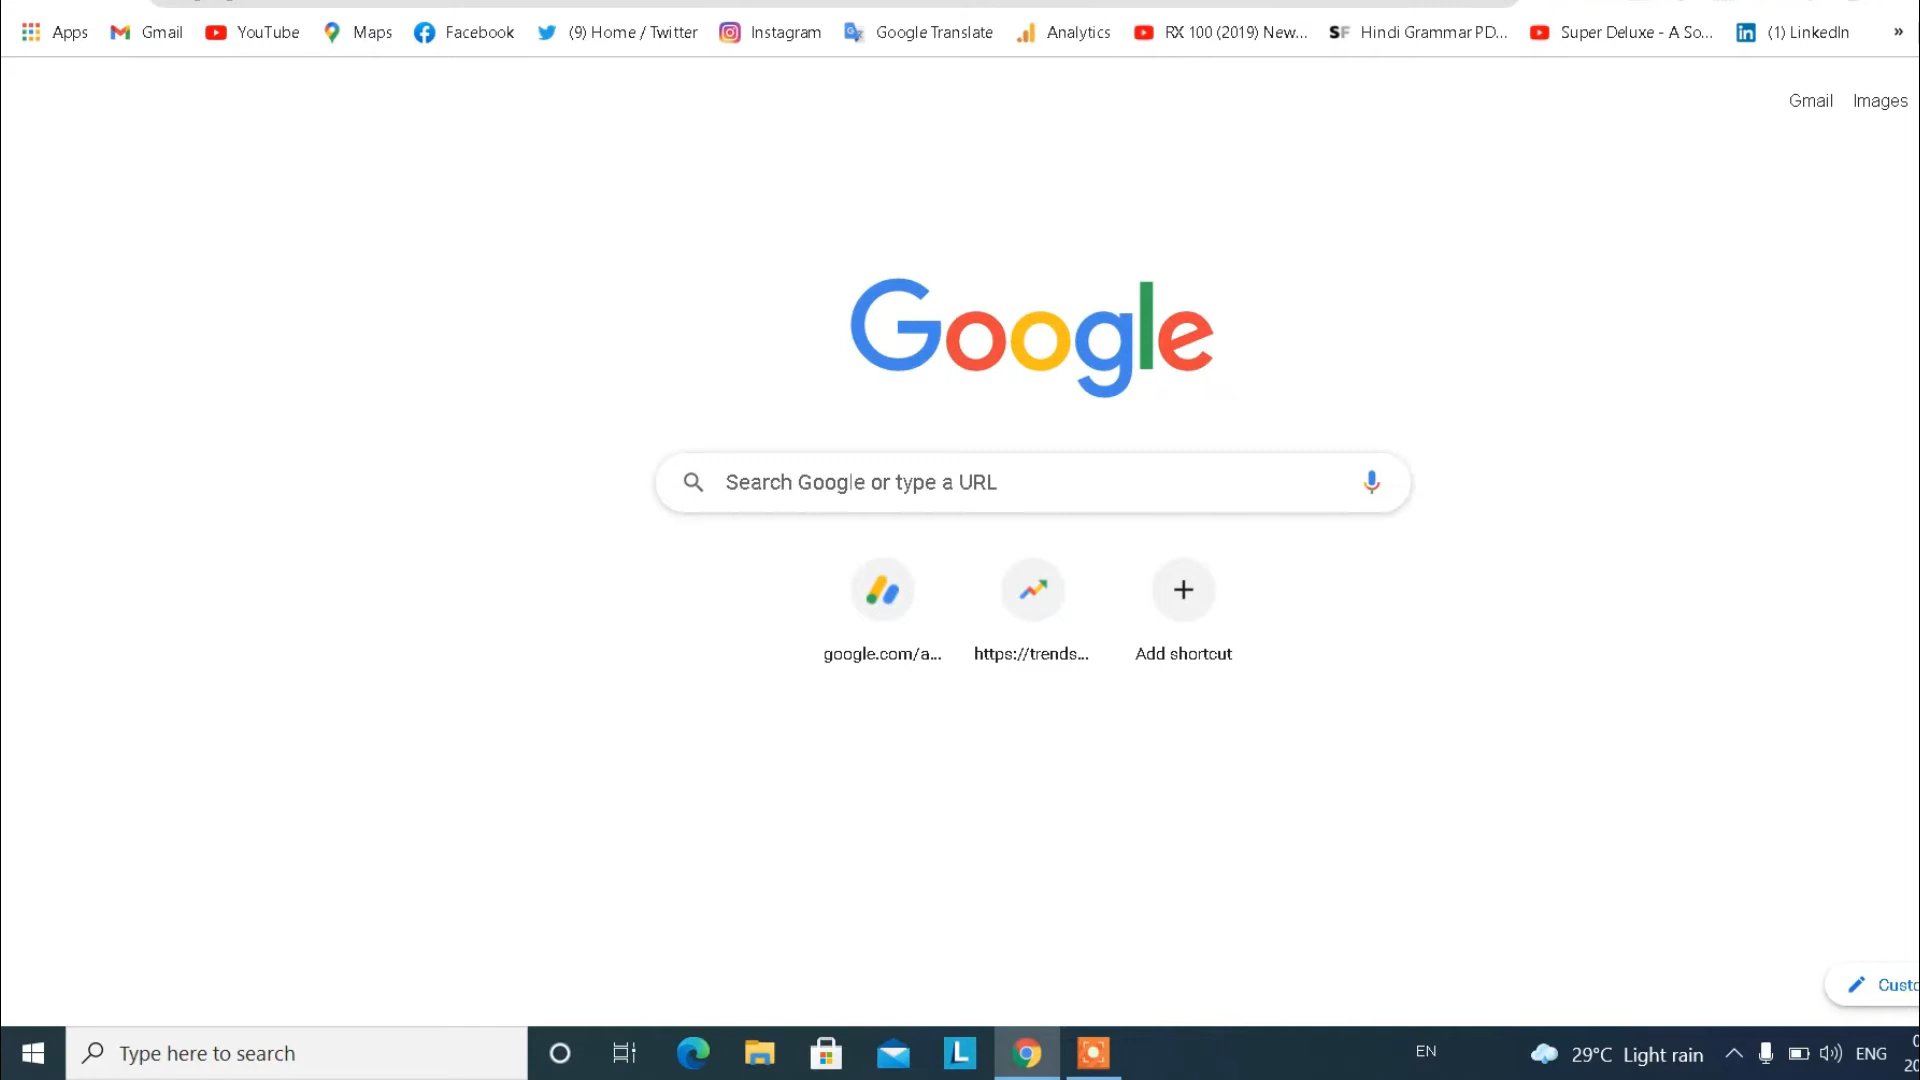 Apps Gmail YouTube Maps Facebook (9) Home / Twitter Instagram Google Translate Analytics RX 100 (2019) New... SF Hindi Grammar PD... Super Deluxe - A So... (1) LinkedIn »
Gmail Images
Google
Search Google or type a URL
google.com/a... https://trends... Add shortcut
Custo
Type here to search L EN 29°C Light rain ENG